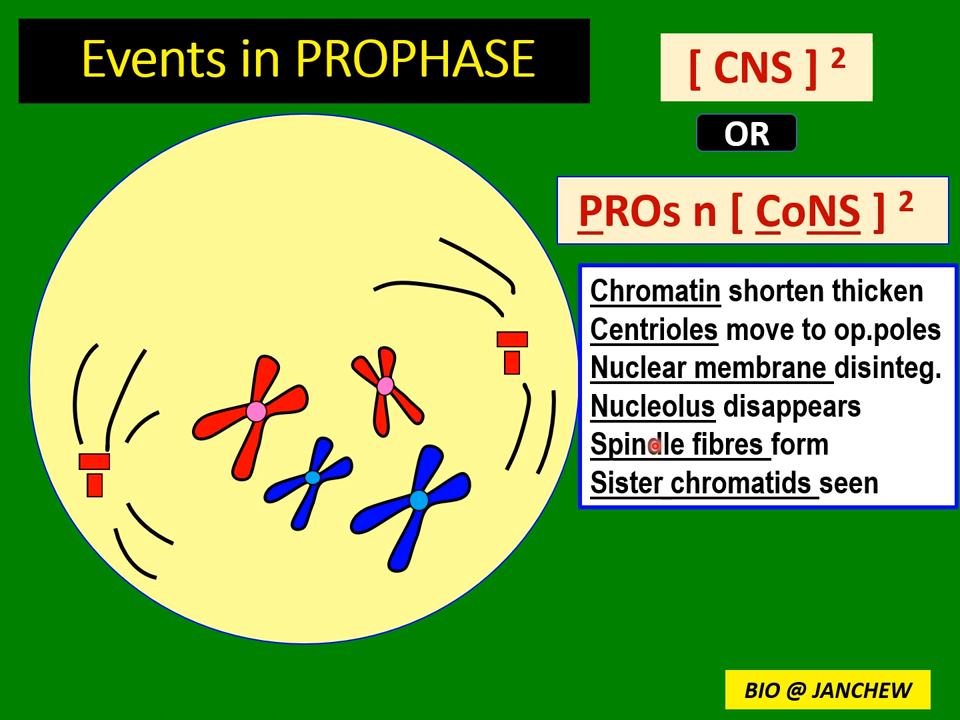 Events in PROPHASE
[ CNS ] 2
OR
PROs n [ CoNS ] 2
Chromatin shorten thicken
Centrioles move to op.poles
Nuclear membrane disinteg.
Nucleolus disappears
Spindle fibres form
Sister chromatids seen
BIO @ JANCHEW